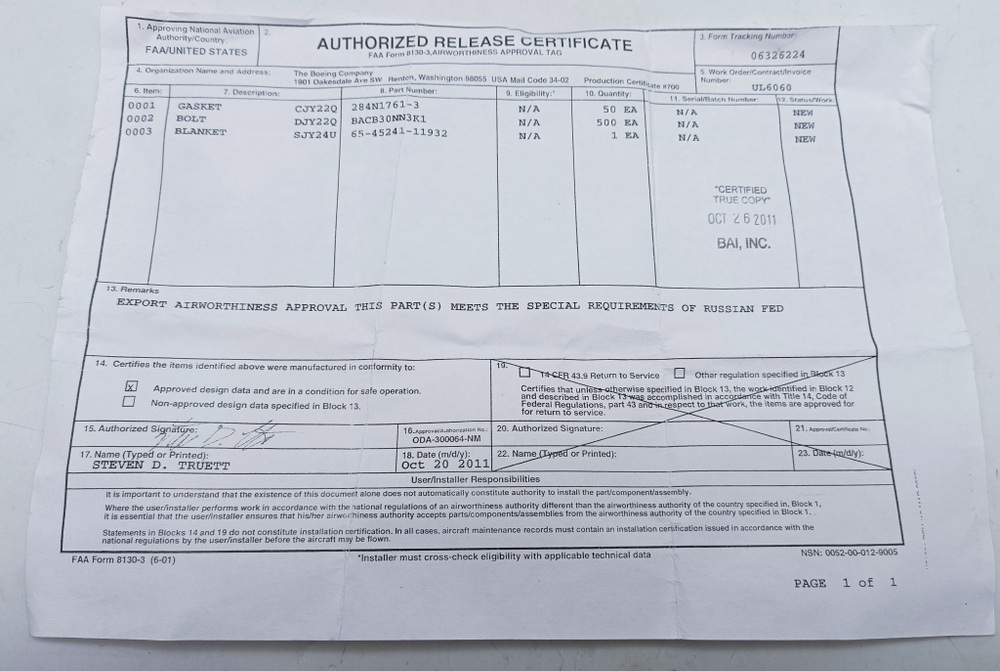 1. Approving National Aviation Authority/Country:
FAA/UNITED STATES
2.
AUTHORIZED RELEASE CERTIFICATE
FAA Form 8130-3, AIRWORTHINESS APPROVAL TAG
3. Form Tracking Number:
06326224
4. Organization Name and Address:
The Boeing Company
1901 Oakesdale Ave SW Renton, Washington 98055 USA Mail Code 34-02 Production Certificate #700
5. Work Order/Contract/Invoice Number:
UL6060
6. Item: 7. Description: 8. Part Number: 9. Eligibility:* 10. Quantity: 11. Serial/Batch Number: 12. Status/Work:
0001 GASKET CJY22Q 284N1761-3 N/A 50 EA N/A NEW
0002 BOLT DJY22Q BACB30NN3K1 N/A 500 EA N/A NEW
0003 BLANKET SJY24U 65-45241-11932 N/A 1 EA N/A NEW
"CERTIFIED
TRUE COPY"
OCT 26 2011
BAI, INC.
13. Remarks
EXPORT AIRWORTHINESS APPROVAL THIS PART(S) MEETS THE SPECIAL REQUIREMENTS OF RUSSIAN FED
14. Certifies the items identified above were manufactured in conformity to:
x Approved design data and are in a condition for safe operation.
Non-approved design data specified in Block 13.
19. 14 CFR 43.9 Return to Service Other regulation specified in Block 13
Certifies that unless otherwise specified in Block 13, the work identified in Block 12
and described in Block 13 was accomplished in accordance with Title 14, Code of
Federal Regulations, part 43 and in respect to that work, the items are approved for
for return to service.
15. Authorized Signature:
16. Approval/Authorization No.:
ODA-300064-NM
20. Authorized Signature:
21. Approval/Certificate No.:
17. Name (Typed or Printed):
STEVEN D. TRUETT
18. Date (m/d/y):
Oct 20 2011
22. Name (Typed or Printed):
23. Date (m/d/y):
User/Installer Responsibilities
It is important to understand that the existence of this document alone does not automatically constitute authority to install the part/component/assembly.
Where the user/installer performs work in accordance with the national regulations of an airworthiness authority different than the airworthiness authority of the country specified in, Block 1,
it is essential that the user/installer ensures that his/her airworthiness authority accepts parts/components/assemblies from the airworthiness authority of the country specified in Block 1.
Statements in Blocks 14 and 19 do not constitute installation certification. In all cases, aircraft maintenance records must contain an installation certification issued in accordance with the
national regulations by the user/installer before the aircraft may be flown.
FAA Form 8130-3 (6-01)
*Installer must cross-check eligibility with applicable technical data
NSN: 0052-00-012-9005
PAGE 1 of 1